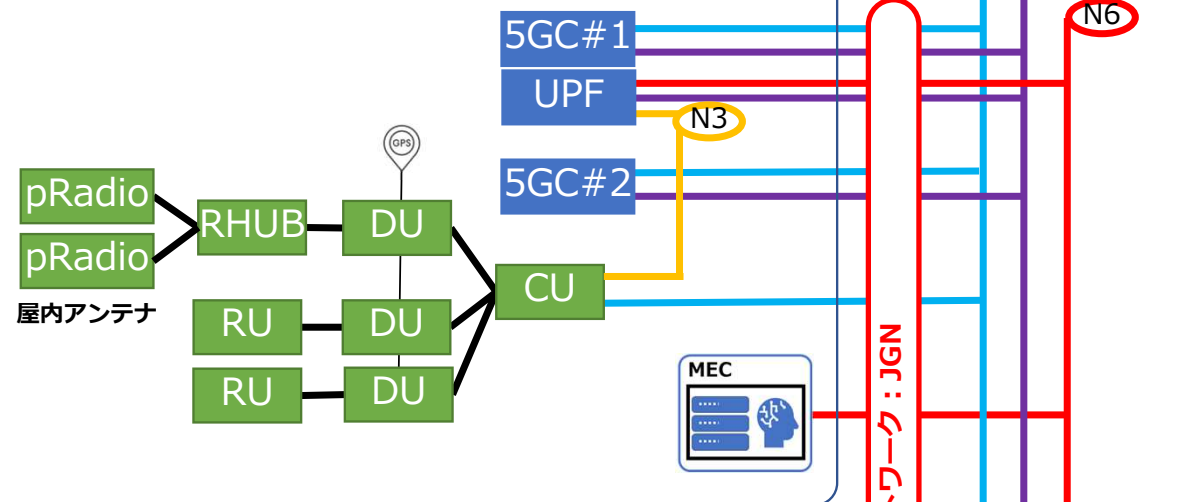 5GC#1
N6
UPF
N3
GPS
5GC#2
pRadio
RHUB
DU
pRadio
屋内アンテナ
CU
RU
DU
RU
DU
MEC
ワーク：JGN